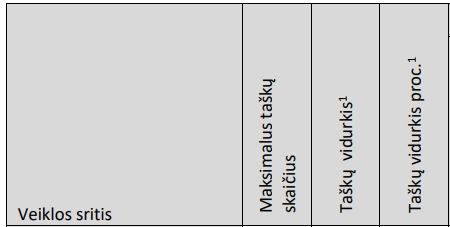 Veiklos sritis
Maksimalus taškų
skaičius
Taškų vidurkis¹
Taškų vidurkis proc.¹